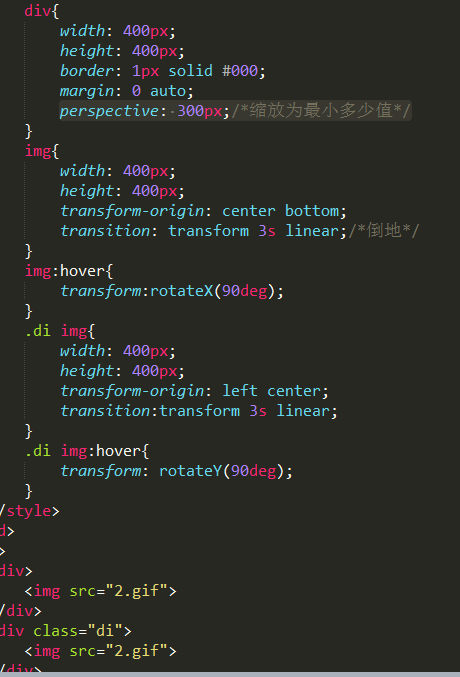 div{
width: 400px;
height: 400px;
border: 1px solid #000;
margin: 0 auto;
perspective: 300px;/*缩放为最小多少值*/
}
img{
width: 400px;
height: 400px;
transform-origin: center bottom;
transition: transform 3s linear;/*倒地*/
}
img:hover{
transform:rotateX(90deg);
}
.di img{
width: 400px;
height: 400px;
transform-origin: left center;
transition:transform 3s linear;
}
.di img:hover{
transform: rotateY(90deg);
}
/style>
d>
>
div>
<img src="2.gif">
/div>
div class="di">
<img src="2.gif">
/div>